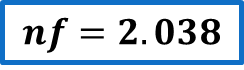 nf = 2.038